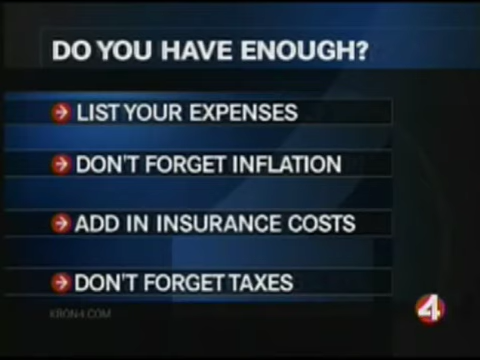 DO YOU HAVE ENOUGH?
LIST YOUR EXPENSES
DON'T FORGET INFLATION
ADD IN INSURANCE COSTS
DON'T FORGET TAXES
KRON4.COM
4